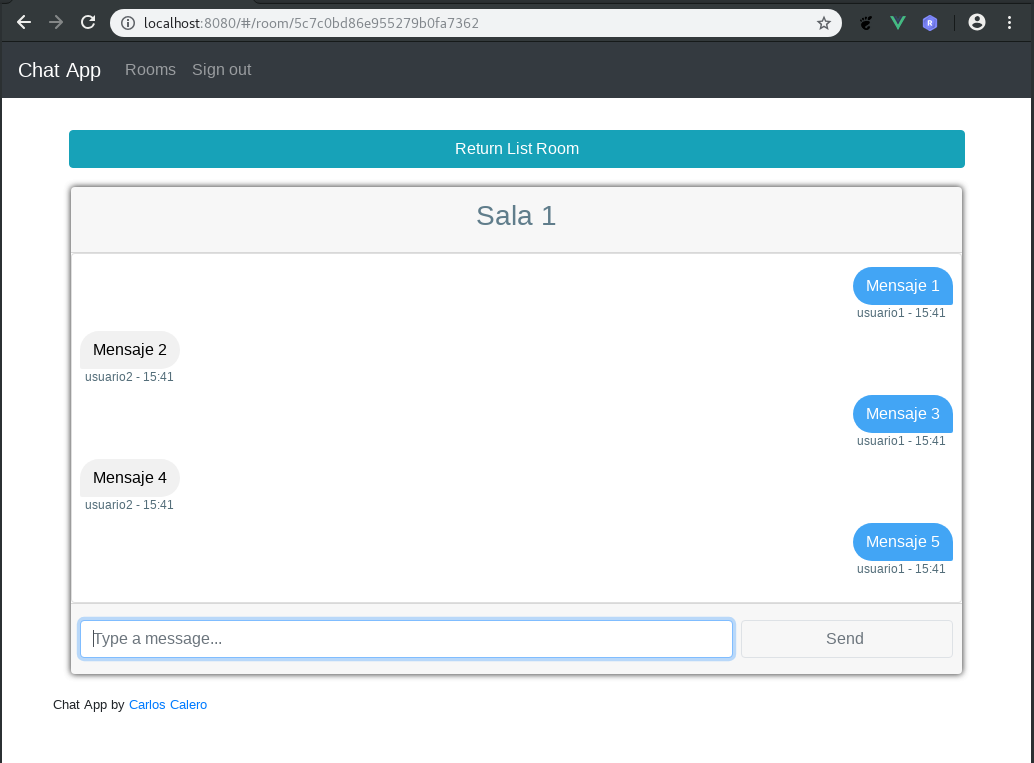 localhost:8080/#/room/5c7c0bd86e955279b0fa7362
Chat App Rooms Sign out
Return List Room
Sala 1
Mensaje 1
usuario1 - 15:41
Mensaje 2
usuario2 - 15:41
Mensaje 3
usuario1 - 15:41
Mensaje 4
usuario2 - 15:41
Mensaje 5
usuario1 - 15:41
Type a message... Send
Chat App by Carlos Calero